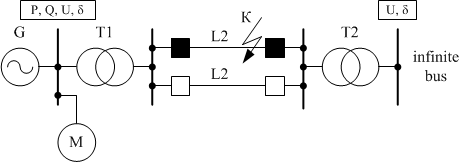 P, Q, U, δ
U, δ
G
T1
L2
K
T2
L2
infinite
bus
M